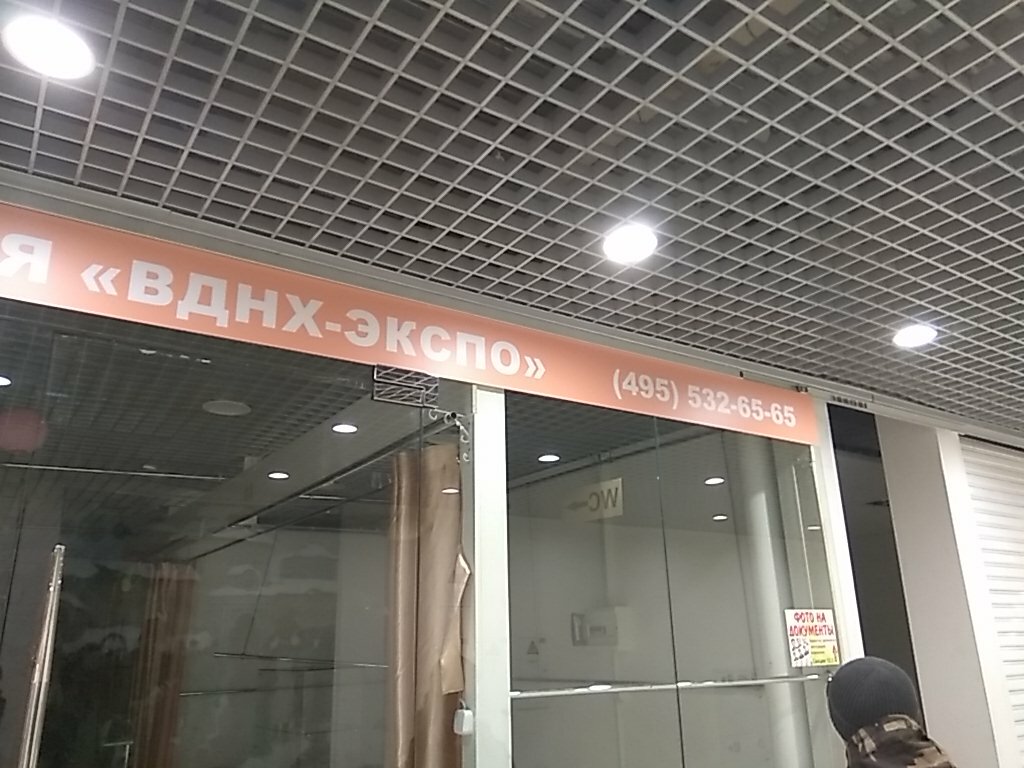 Я «ВДНХ-ЭКСПО» (495) 532-65-65
WC
ФОТО НА
ДОКУМЕНТЫ